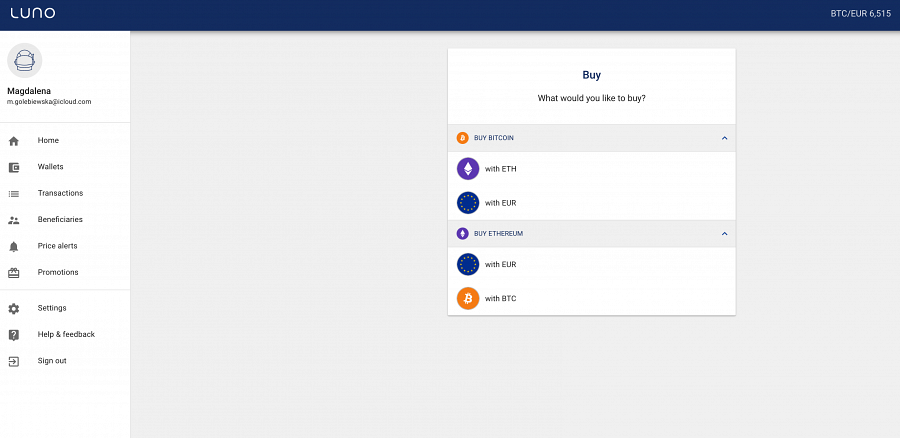 LUNO
BTC/EUR 6,515
Magdalena
m.golebiewska@icloud.com
Home
Wallets
Transactions
Beneficiaries
Price alerts
Promotions
Settings
Help & feedback
Sign out
Buy
What would you like to buy?
BUY BITCOIN
with ETH
with EUR
BUY ETHEREUM
with EUR
with BTC